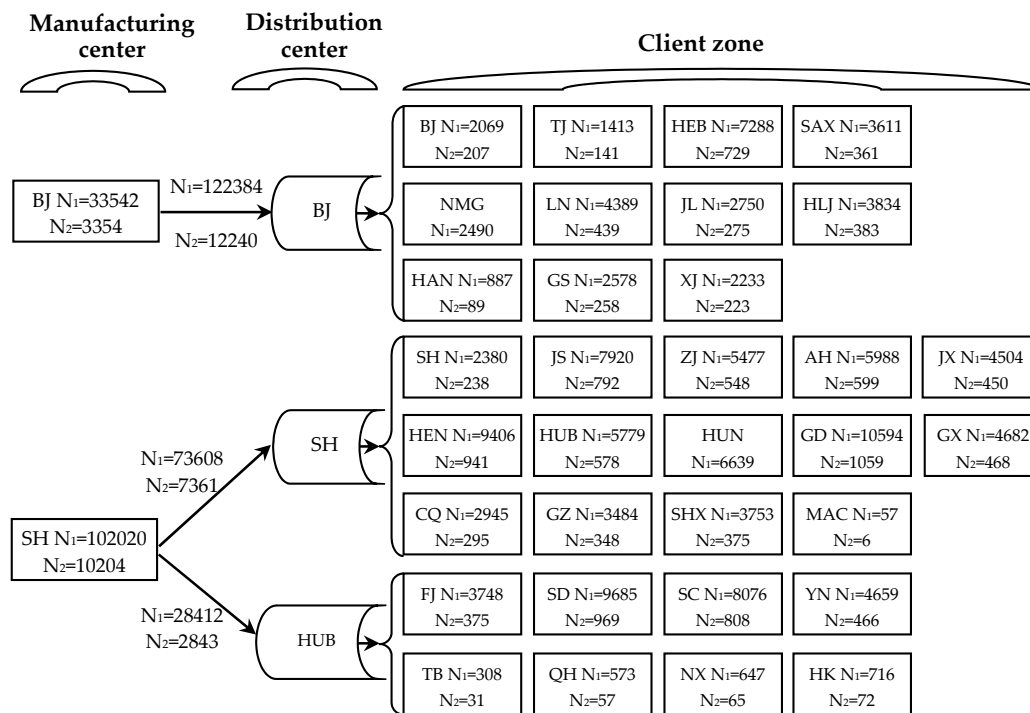 Manufacturing
center
Distribution
center
Client zone
BJ N₁=33542
N₂=3354
N₁=122384
N₂=12240
BJ
BJ N₁=2069
N₂=207
TJ N₁=1413
N₂=141
HEB N₁=7288
N₂=729
SAX N₁=3611
N₂=361
NMG
N₁=2490
LN N₁=4389
N₂=439
JL N₁=2750
N₂=275
HLJ N₁=3834
N₂=383
HAN N₁=887
N₂=89
GS N₁=2578
N₂=258
XJ N₁=2233
N₂=223
SH N₁=102020
N₂=10204
N₁=73608
N₂=7361
SH
SH N₁=2380
N₂=238
JS N₁=7920
N₂=792
ZJ N₁=5477
N₂=548
AH N₁=5988
N₂=599
JX N₁=4504
N₂=450
HEN N₁=9406
N₂=941
HUB N₁=5779
N₂=578
HUN
N₁=6639
GD N₁=10594
N₂=1059
GX N₁=4682
N₂=468
CQ N₁=2945
N₂=295
GZ N₁=3484
N₂=348
SHX N₁=3753
N₂=375
MAC N₁=57
N₂=6
N₁=28412
N₂=2843
HUB
FJ N₁=3748
N₂=375
SD N₁=9685
N₂=969
SC N₁=8076
N₂=808
YN N₁=4659
N₂=466
TB N₁=308
N₂=31
QH N₁=573
N₂=57
NX N₁=647
N₂=65
HK N₁=716
N₂=72